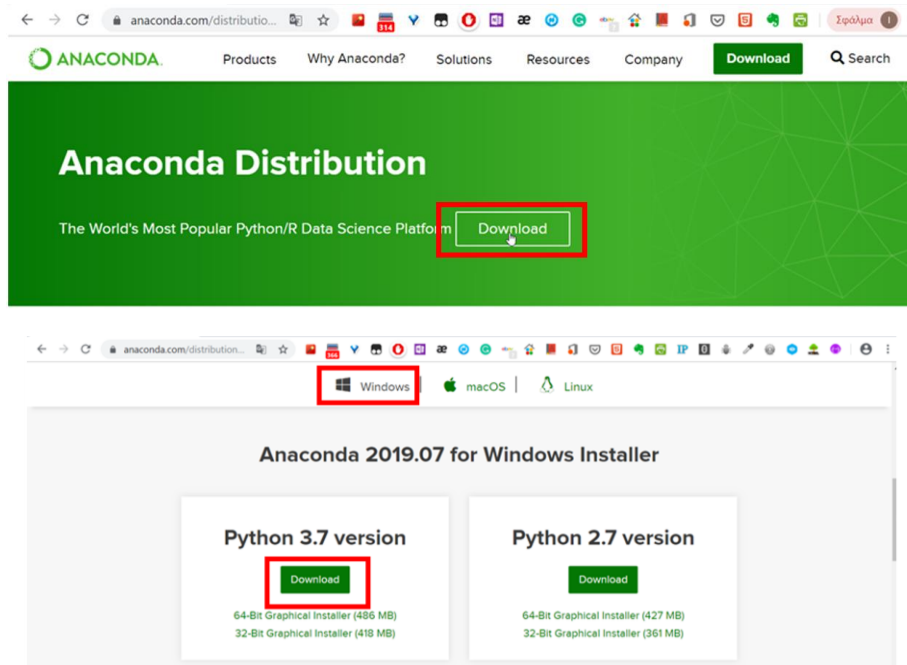 anaconda.com/distributio...
314
Σφάλμα
ANACONDA.
Products Why Anaconda? Solutions Resources Company Download Search
Anaconda Distribution
The World's Most Popular Python/R Data Science Platform Download
anaconda.com/distribution...
366
IP
Windows macOS Linux
Anaconda 2019.07 for Windows Installer
Python 3.7 version
Download
64-Bit Graphical Installer (486 MB)
32-Bit Graphical Installer (418 MB)
Python 2.7 version
Download
64-Bit Graphical Installer (427 MB)
32-Bit Graphical Installer (361 MB)